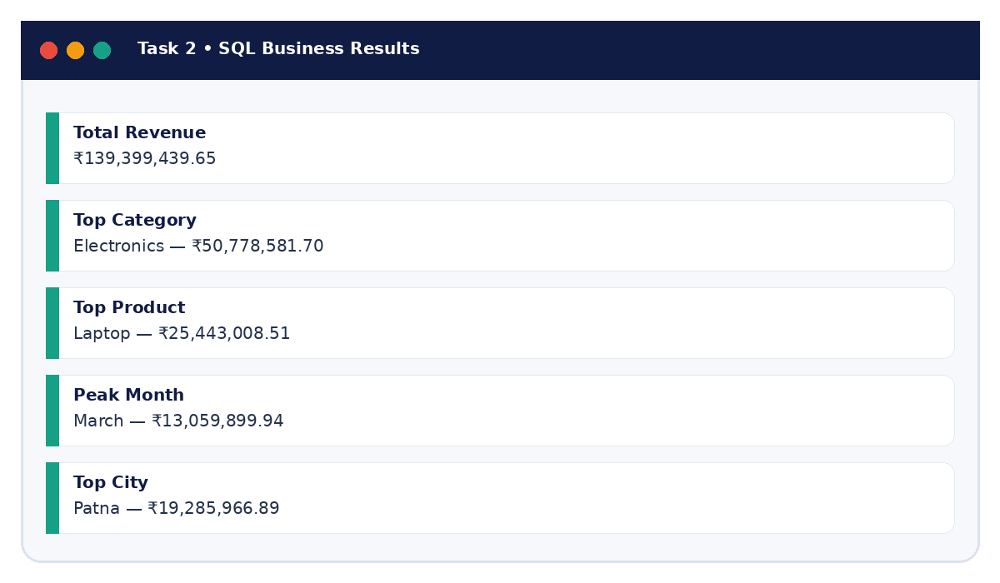 Task 2 • SQL Business Results
Total Revenue
₹139,399,439.65
Top Category
Electronics — ₹50,778,581.70
Top Product
Laptop — ₹25,443,008.51
Peak Month
March — ₹13,059,899.94
Top City
Patna — ₹19,285,966.89